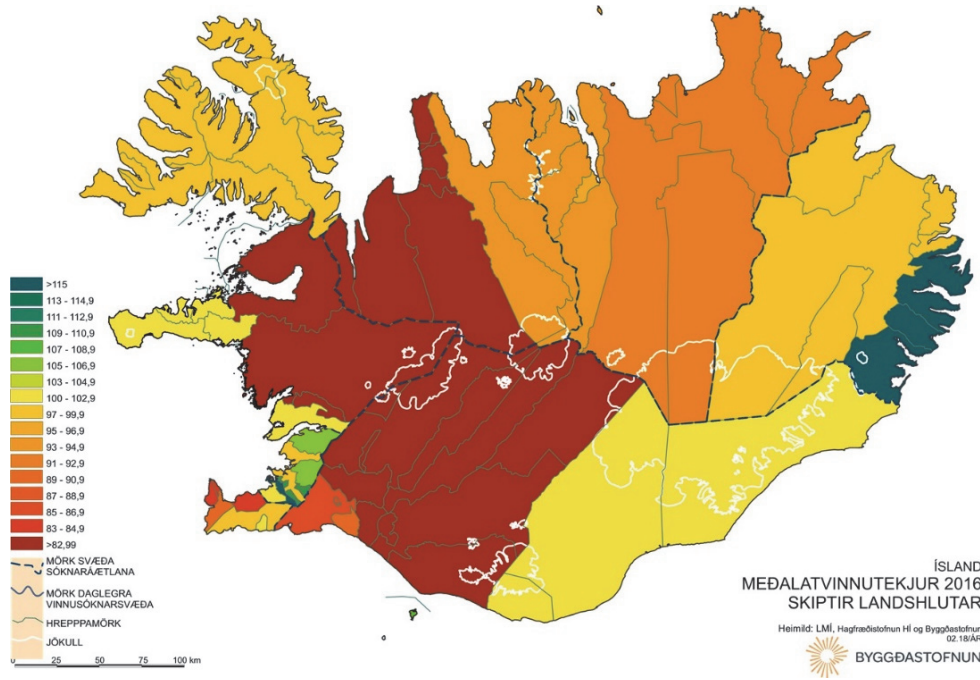 >115
113 - 114,9
111 - 112,9
109 - 110,9
107 - 108,9
105 - 106,9
103 - 104,9
100 - 102,9
97 - 99,9
95 - 96,9
93 - 94,9
91 - 92,9
89 - 90,9
87 - 88,9
85 - 86,9
83 - 84,9
>82,99
MÖRK SVÆÐA
SÓKNARÁÆTLANA
MÖRK DAGLEGRA
VINNUSÓKNARSVÆÐA
HREPPPAMÖRK
JÖKULL
0 25 50 75 100 km
ÍSLAND
MEÐALATVINNUTEKJUR 2016
SKIPTIR LANDSHLUTAR
Heimild: LMÍ, Hagfræðistofnun HÍ og Byggðastofnun
02.18/ÁR
BYGGÐASTOFNUN